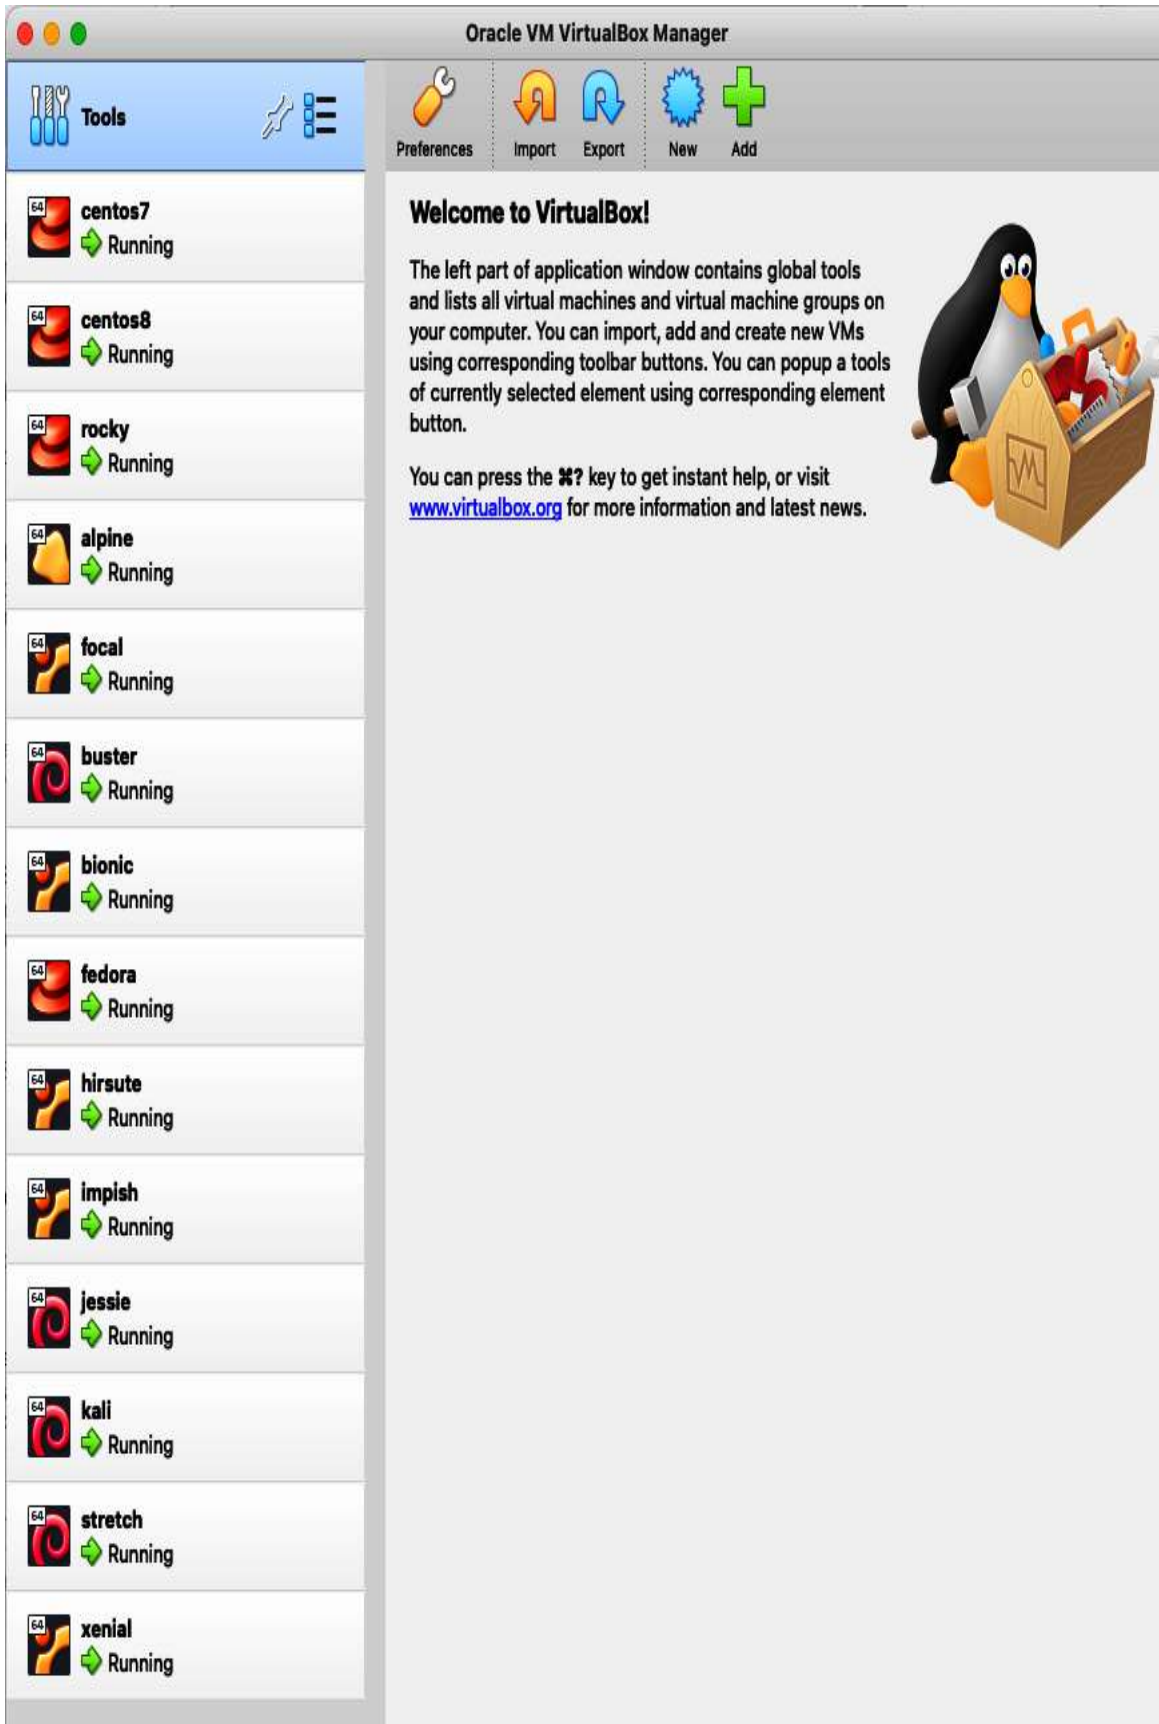 Oracle VM VirtualBox Manager
Tools
Preferences
Import
Export
New
Add
64
centos7
Running
64
centos8
Running
64
rocky
Running
64
alpine
Running
64
focal
Running
64
buster
Running
64
bionic
Running
64
fedora
Running
64
hirsute
Running
64
impish
Running
64
jessie
Running
64
kali
Running
64
stretch
Running
64
xenial
Running
Welcome to VirtualBox!
The left part of application window contains global tools
and lists all virtual machines and virtual machine groups on
your computer. You can import, add and create new VMs
using corresponding toolbar buttons. You can popup a tools
of currently selected element using corresponding element
button.
You can press the ⌘? key to get instant help, or visit
www.virtualbox.org for more information and latest news.